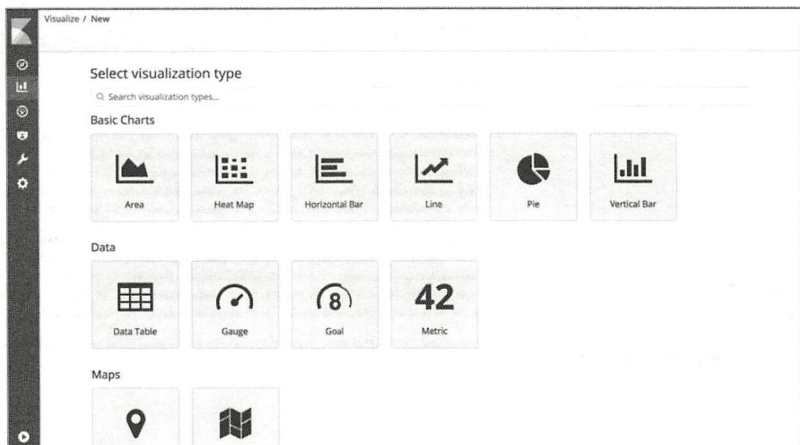 Visualize / New
Select visualization type
Search visualization types...
Basic Charts
Area Heat Map Horizontal Bar Line Pie Vertical Bar
Data
8 42
Data Table Gauge Goal Metric
Maps